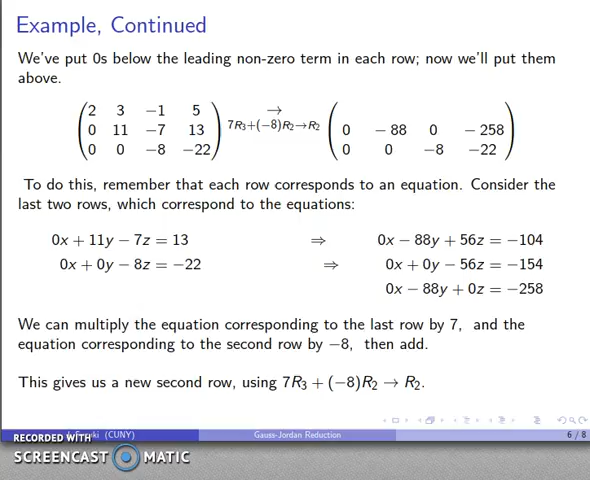 Example, Continued
We've put 0s below the leading non-zero term in each row; now we'll put them
above.
2 3 −1 5 →
0 11 −7 13 7R3+(−8)R2→R2 0 −88 0 −258
0 0 −8 −22 0 0 −8 −22
To do this, remember that each row corresponds to an equation. Consider the
last two rows, which correspond to the equations:
0x + 11y − 7z = 13 ⇒ 0x − 88y + 56z = −104
0x + 0y − 8z = −22 ⇒ 0x + 0y − 56z = −154
0x − 88y + 0z = −258
We can multiply the equation corresponding to the last row by 7, and the
equation corresponding to the second row by −8, then add.
This gives us a new second row, using 7R3 + (−8)R2 → R2.
(CUNY) Gauss-Jordan Reduction 6 / 8
RECORDED WITH
SCREENCAST MATIC